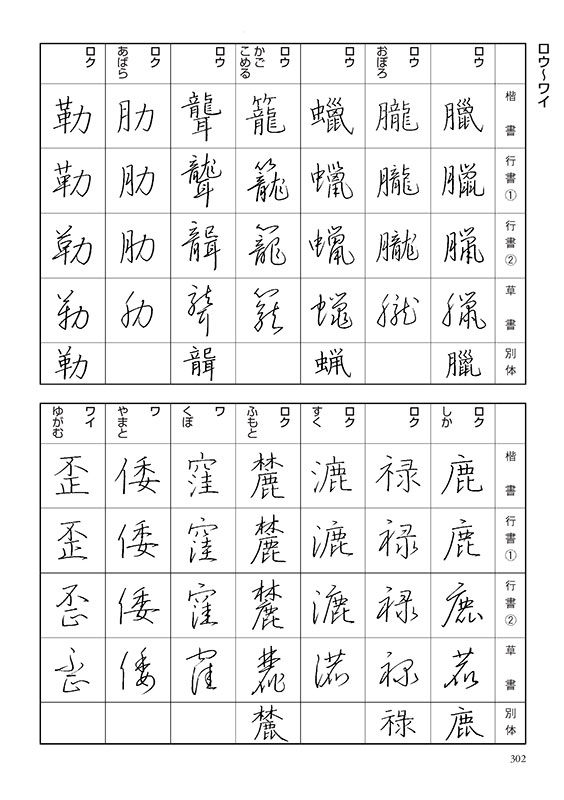 ロウ～ワイ
楷書
行書①
行書②
草書
別体
ロウ
臘 臘 臘 臘 臘
ロウ
おぼろ
朧 朧 朧 朧
ロウ
蠟 蠟 蠟 蠟 蝋
ロウ
かご
こめる
籠 籠 篭 篭
ロウ
聾 聾 聾 聾 聾
ロク
あばら
肋 肋 肋 肋
ロク
勒 勒 勒 勒 勒
楷書
行書①
行書②
草書
別体
ロク
しか
鹿 鹿 鹿 鹿 鹿
ロク
禄 禄 禄 禄 祿
ロク
すく
漉 漉 漉 漉
ロク
ふもと
麓 麓 麓 麓 麓
ワ
くぼ
窪 窪 窪 窪
ワ
やまと
倭 倭 倭 倭
ワイ
ゆがむ
歪 歪 歪 歪
302